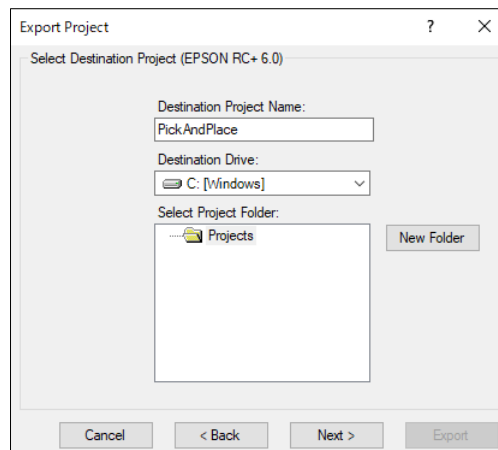 Export Project
?
Select Destination Project (EPSON RC+ 6.0)
Destination Project Name:
PickAndPlace
Destination Drive:
C: [Windows]
Select Project Folder:
Projects
New Folder
Cancel
< Back
Next >
Export